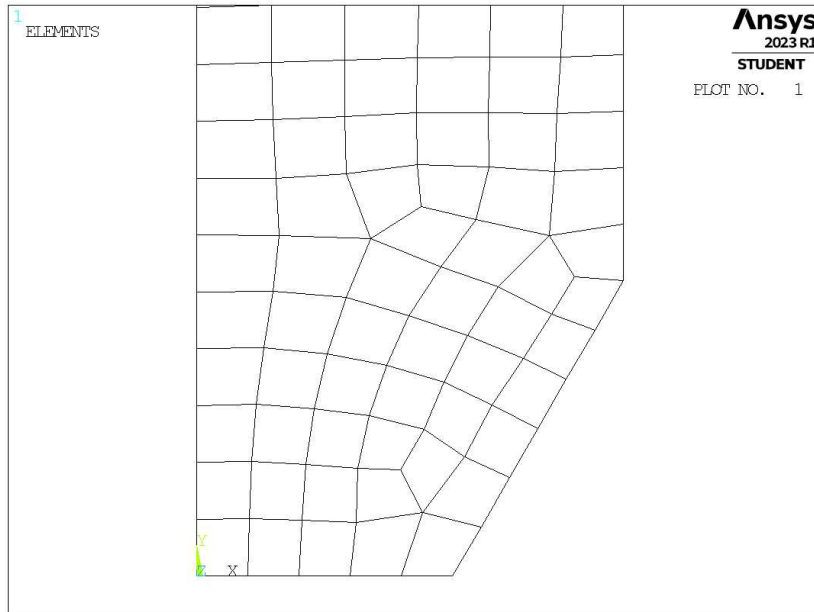 1
ELEMENTS
Ansys
2023 R1
STUDENT
PLOT NO. 1
Y
Z X